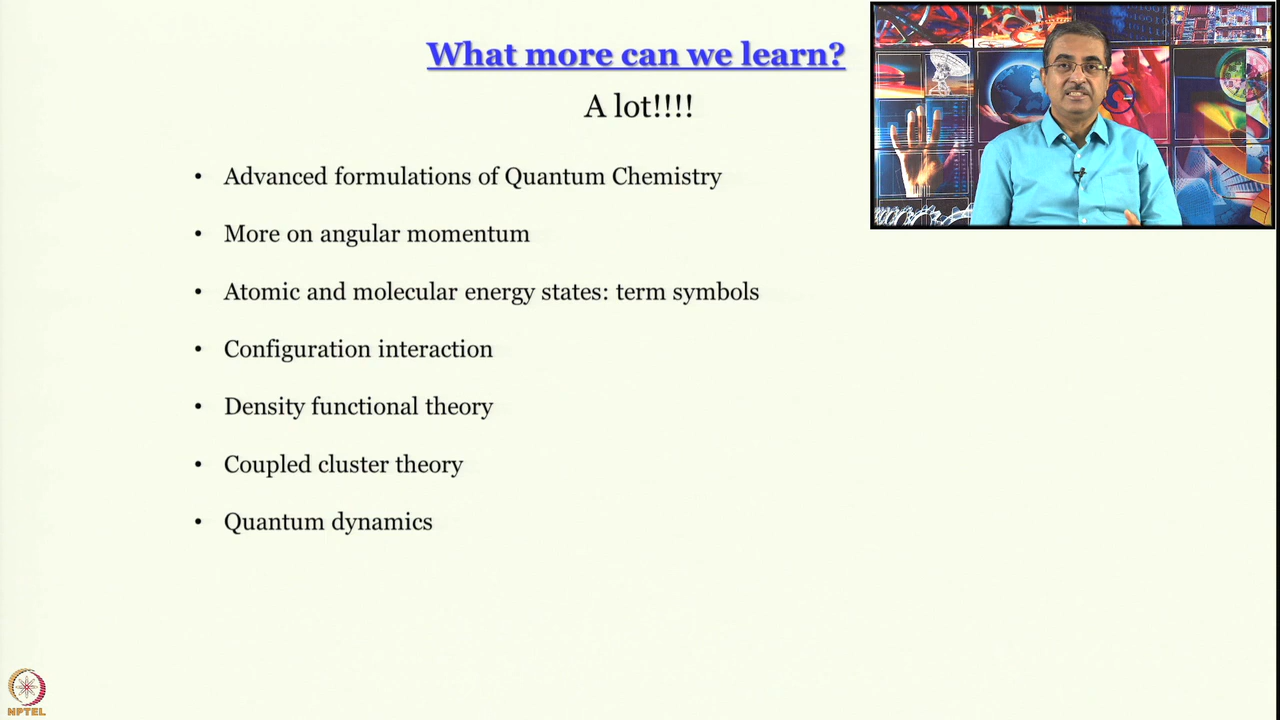 What more can we learn?
A lot!!!!
• Advanced formulations of Quantum Chemistry
• More on angular momentum
• Atomic and molecular energy states: term symbols
• Configuration interaction
• Density functional theory
• Coupled cluster theory
• Quantum dynamics
NPTEL